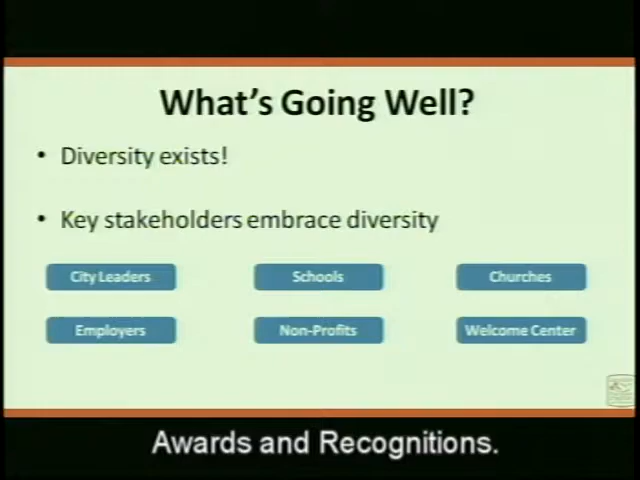 What's Going Well?
• Diversity exists!
• Key stakeholders embrace diversity
City Leaders Schools Churches
Employers Non-Profits Welcome Center
Awards and Recognitions.